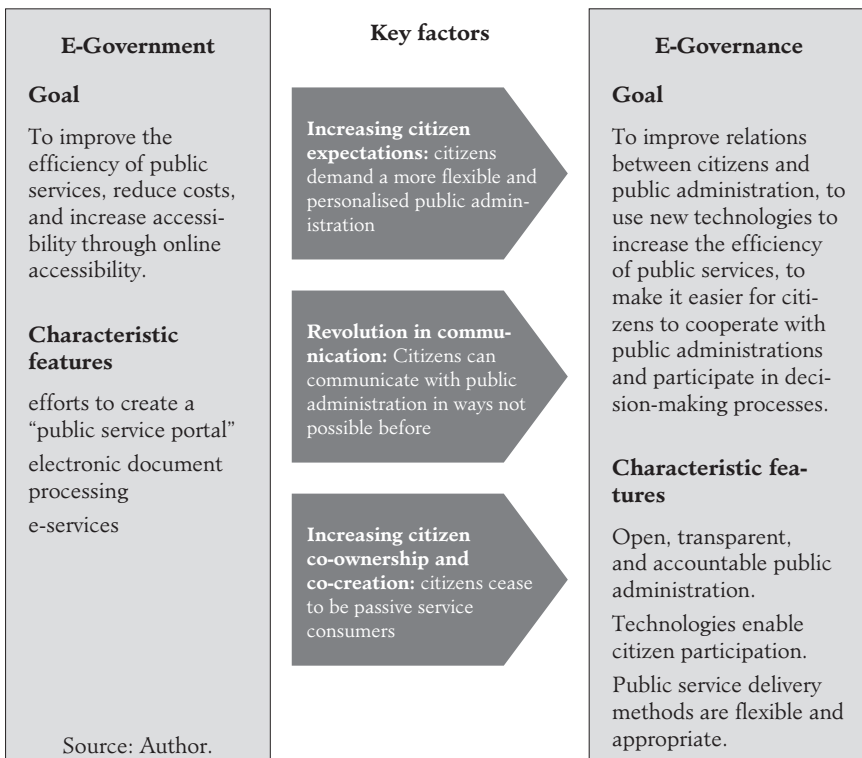 E-Government
Goal
To improve the
efficiency of public
services, reduce costs,
and increase accessi-
bility through online
accessibility.
Characteristic
features
efforts to create a
“public service portal”
electronic document
processing
e-services
Source: Author.
Key factors
Increasing citizen
expectations: citizens
demand a more flexible and
personalised public admin-
istration
Revolution in commu-
nication: Citizens can
communicate with public
administration in ways not
possible before
Increasing citizen
co-ownership and
co-creation: citizens cease
to be passive service
consumers
E-Governance
Goal
To improve relations
between citizens and
public administration, to
use new technologies to
increase the efficiency
of public services, to
make it easier for citi-
zens to cooperate with
public administrations
and participate in deci-
sion-making processes.
Characteristic fea-
tures
Open, transparent,
and accountable public
administration.
Technologies enable
citizen participation.
Public service delivery
methods are flexible and
appropriate.